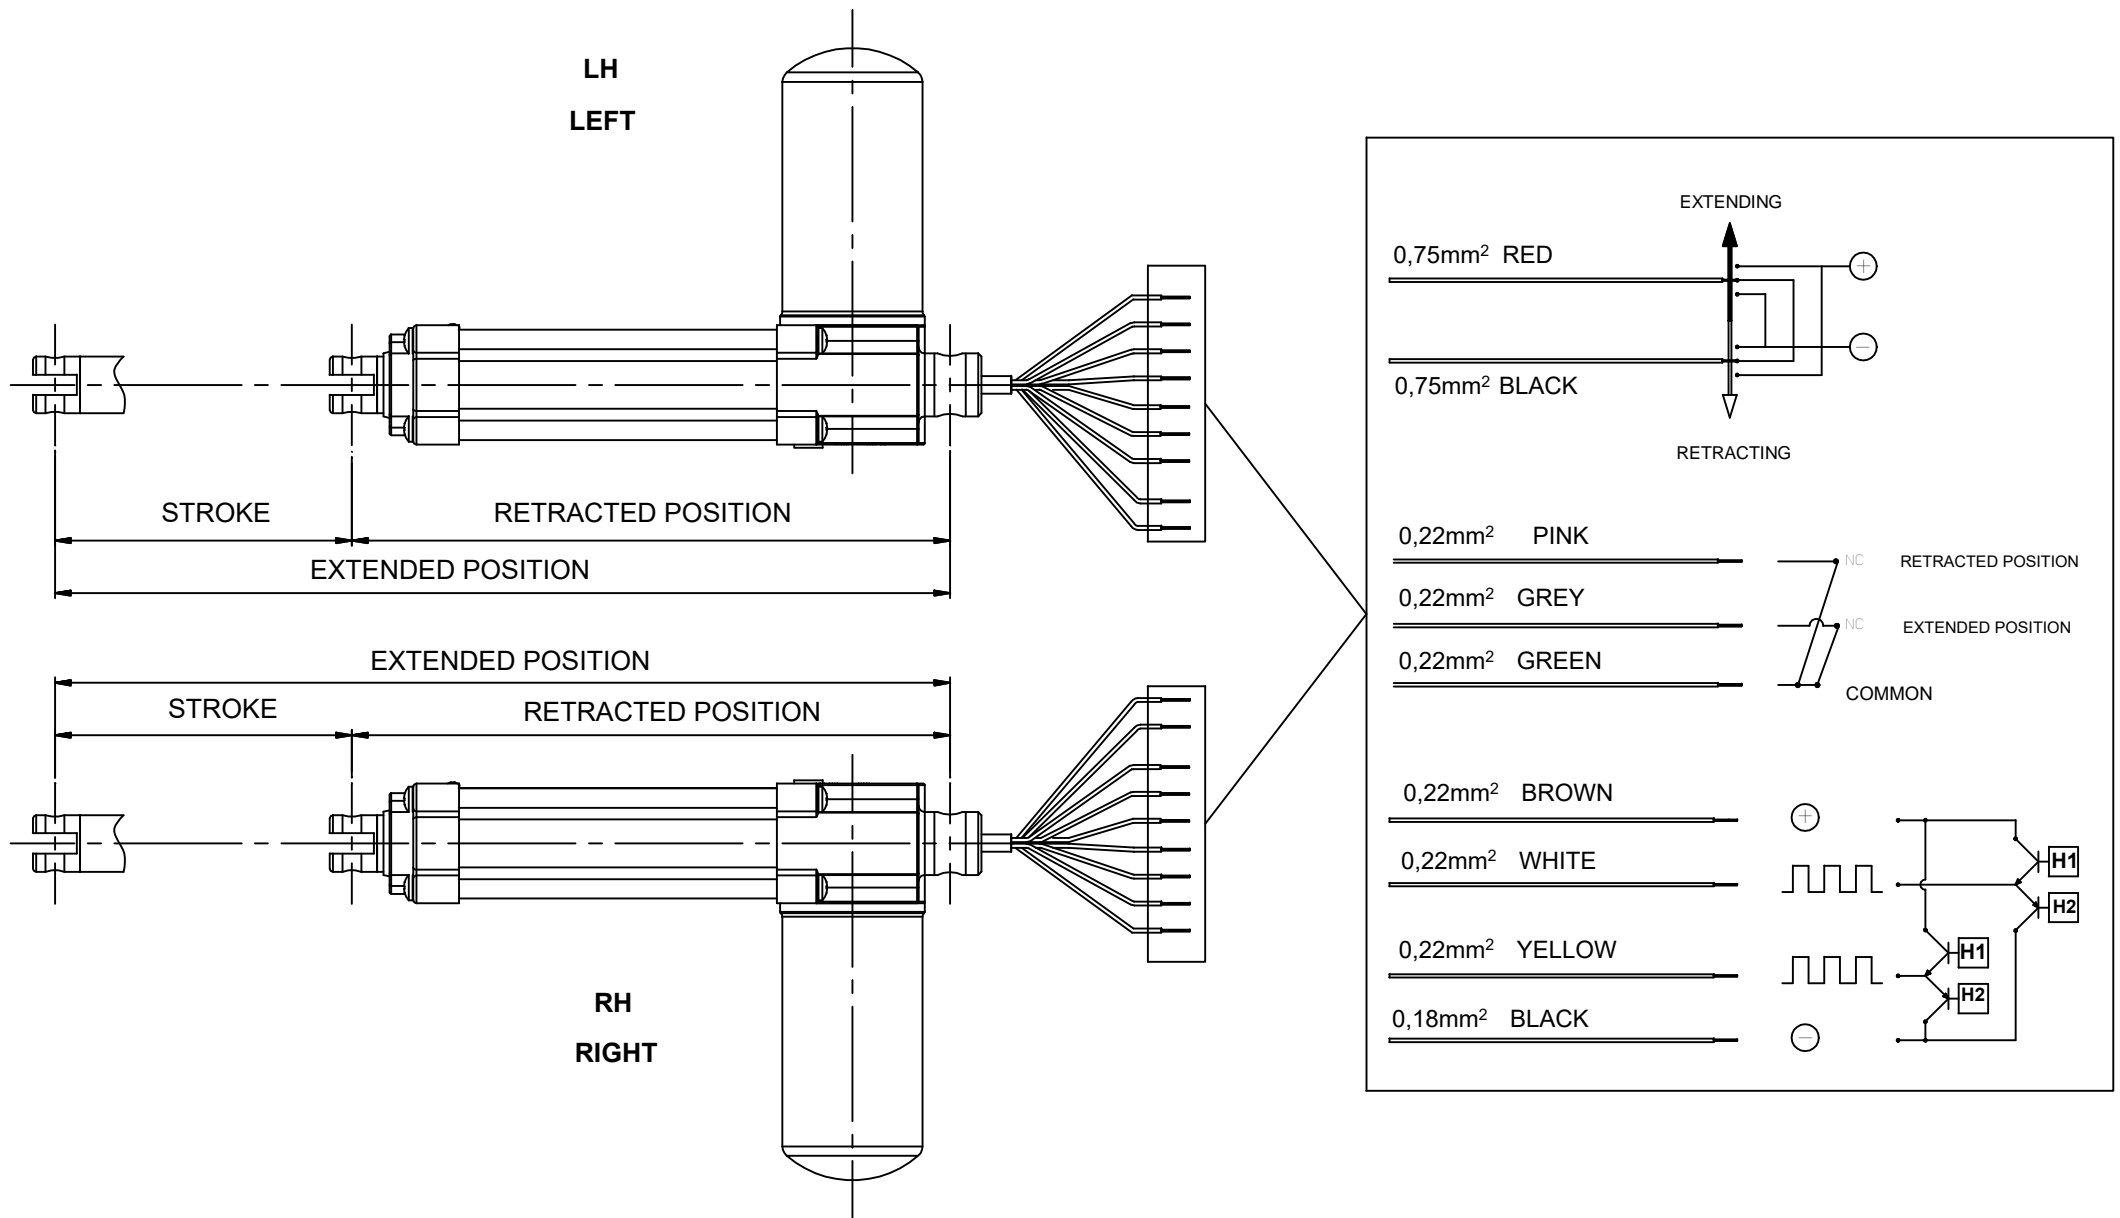 LH
LEFT
STROKE
RETRACTED POSITION
EXTENDED POSITION
EXTENDED POSITION
STROKE
RETRACTED POSITION
RH
RIGHT
EXTENDING
0,75mm² RED
+
−
0,75mm² BLACK
RETRACTING
0,22mm² PINK
NC RETRACTED POSITION
0,22mm² GREY
NC EXTENDED POSITION
0,22mm² GREEN
COMMON
0,22mm² BROWN
+
H1
0,22mm² WHITE
H2
0,22mm² YELLOW
H1
H2
0,18mm² BLACK
−